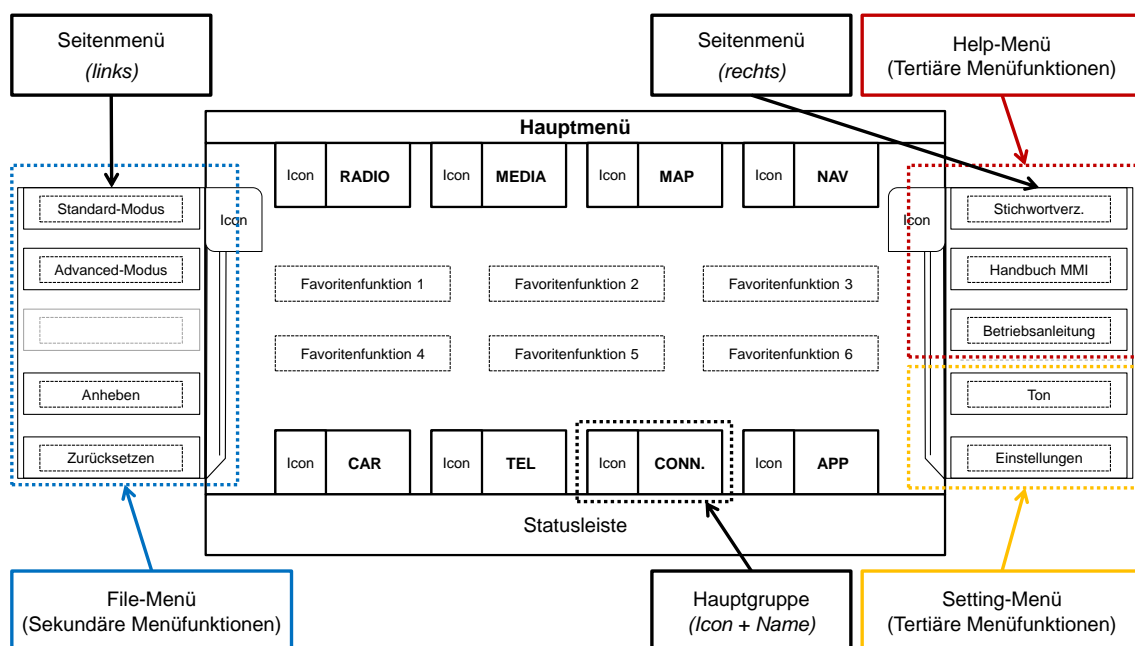 Seitenmenü
(links)
Seitenmenü
(rechts)
Help-Menü
(Tertiäre Menüfunktionen)
Hauptmenü
Icon RADIO
Icon MEDIA
Icon MAP
Icon NAV
Standard-Modus
Icon
Icon
Stichwortverz.
Advanced-Modus
Favoritenfunktion 1
Favoritenfunktion 2
Favoritenfunktion 3
Handbuch MMI
Favoritenfunktion 4
Favoritenfunktion 5
Favoritenfunktion 6
Betriebsanleitung
Anheben
Ton
Zurücksetzen
Icon CAR
Icon TEL
Icon CONN.
Icon APP
Einstellungen
Statusleiste
File-Menü
(Sekundäre Menüfunktionen)
Hauptgruppe
(Icon + Name)
Setting-Menü
(Tertiäre Menüfunktionen)